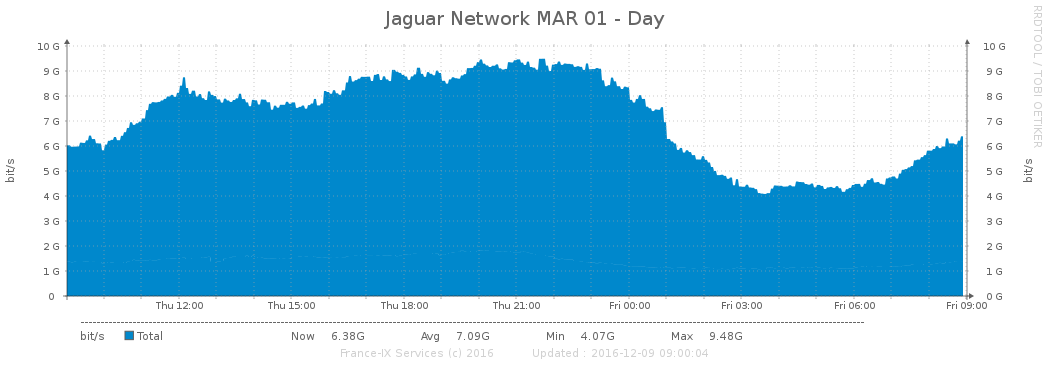 Jaguar Network MAR 01 - Day
RRDTOOL / TOBI OETIKER
10 G 10 G
9 G 9 G
8 G 8 G
7 G 7 G
6 G 6 G
5 G 5 G
4 G 4 G
3 G 3 G
2 G 2 G
1 G 1 G
0 0 G
bit/s
bit/s
Thu 12:00 Thu 15:00 Thu 18:00 Thu 21:00 Fri 00:00 Fri 03:00 Fri 06:00 Fri 09:00
bit/s Total Now 6.38G Avg 7.09G Min 4.07G Max 9.48G
France-IX Services (c) 2016 Updated : 2016-12-09 09:00:04